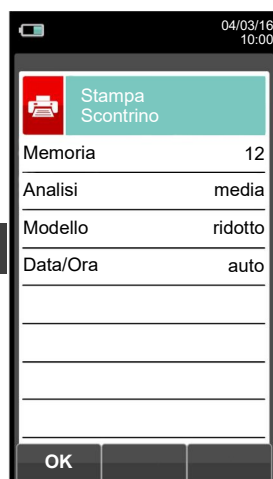 04/03/16
10:00
Stampa
Scontrino
Memoria 12
Analisi media
Modello ridotto
Data/Ora auto
OK